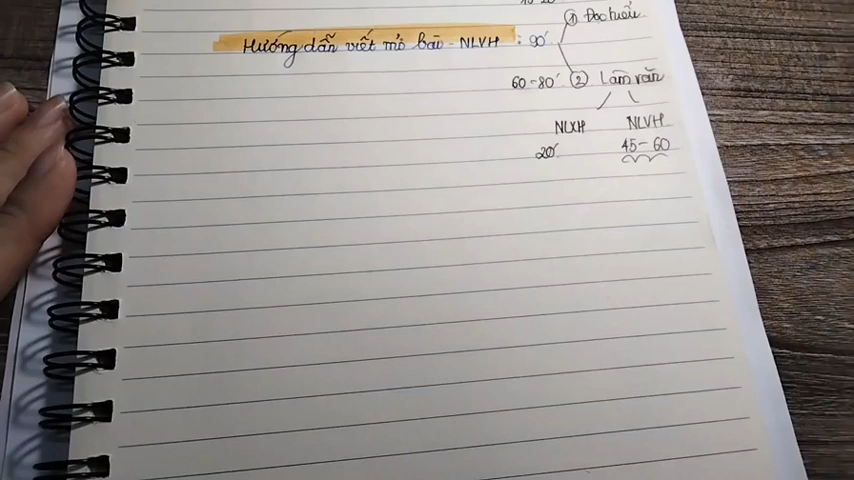 ① Đọc hiểu
Hướng dẫn viết mở bài - NLVH : 90'
60 - 80' ② Làm văn
NLXH NLVH
20' 45 - 60